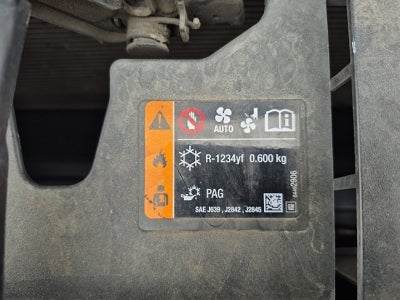 AUTO
R-1234yf 0.600 kg
PAG
SAE J639 , J2842 , J2845